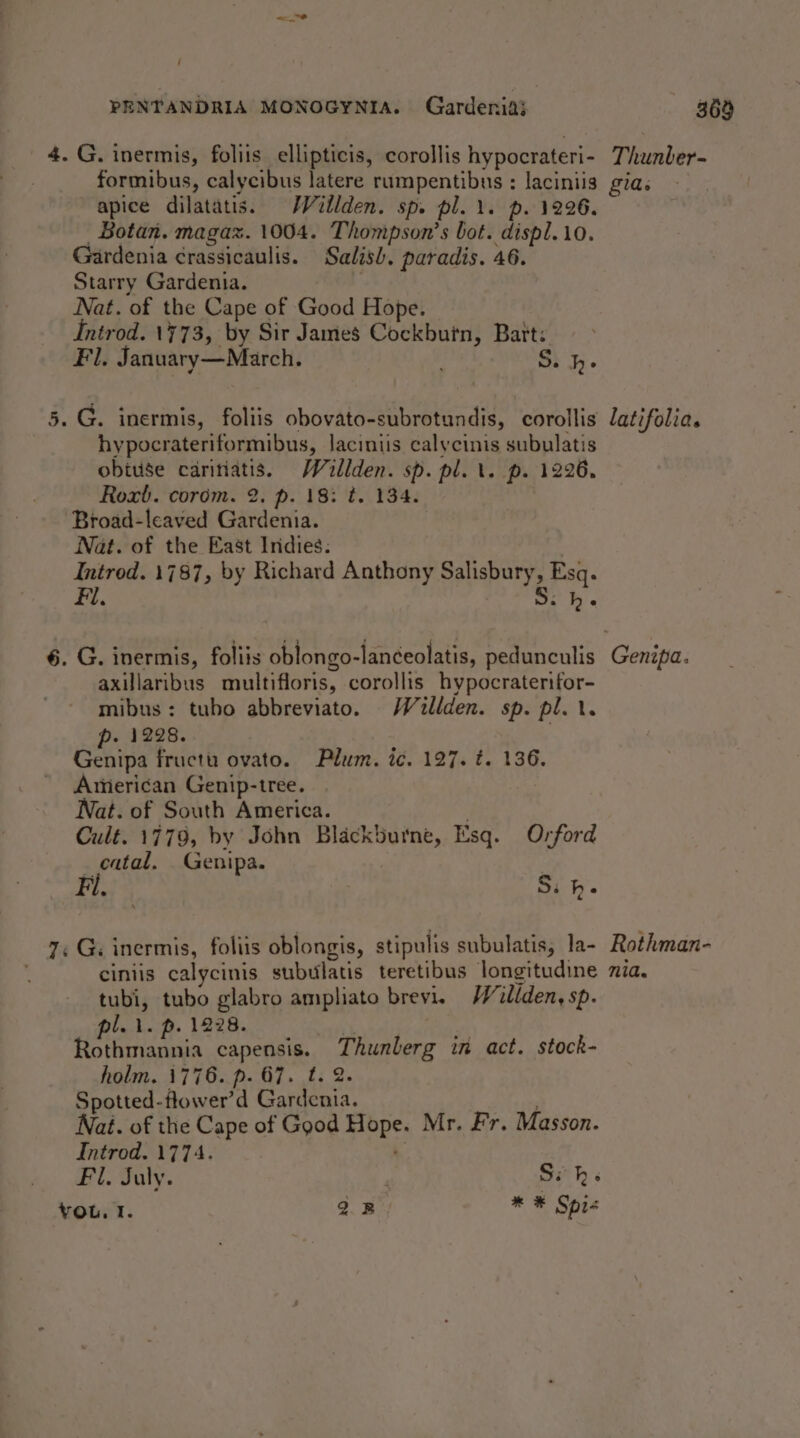 PENTANDRIA MONOGYNIA. Gardenia; 369
4. G. inermis, foliis ellipticis, corollis hypocrateri- Thunber-
formibus, calycibus latere rumpentibus : laciniis gia.
apice dilatatis. Willden. sp. pl. 1. p. 1226.
Botan. magaz. 1004. Thompson's bot. displ. 10.
Gardenia crassicaulis. Salisb. paradis. 46.
Starry Gardenia.
Nat. of the Cape of Good Hope.
Introd. 1773, by Sir James Cockburn, Bart.
Fl. January—March. S. ♄.
5. G. inermis, foliis obovato-subrotundis, corollis latifolia.
hypocrateriformibus, laciniis calycinis subulatis
obtuse carinatis. Willden. sp. pl. 1. p. 1226.
Roxb. corom. 2. p. 18. t. 134.
Broad-leaved Gardenia.
Nat. of the East Indies.
Introd. 1787, by Richard Anthony Salisbury, Esq.
Fl. S. ♄.
6. G. inermis, foliis oblongo-lanceolatis, pedunculis Genipa.
axillaribus multifloris, corollis hypocraterifor-
mibus : tubo abbreviato. Willden. sp. pl. 1.
p. 1228.
Genipa fructu ovato. Plum. ic. 127. t. 136.
American Genip-tree.
Nat. of South America.
Cult. 1779, by John Blackburne, Esq. Orford
catal. Genipa.
Fl. S. ♄.
7. G. inermis, foliis oblongis, stipulis subulatis, la- Rothman-
ciniis calycinis subulatis teretibus longitudine nia.
tubi, tubo glabro ampliato brevi. Willden. sp.
pl. 1. p. 1228.
Rothmannia capensis. Thunberg in act. stock-
holm. 1776. p. 67. t. 2.
Spotted-flower'd Gardenia.
Nat. of the Cape of Good Hope. Mr. Fr. Masson.
Introd. 1774.
Fl. July. S. ♄.
VOL. I. 2 B * * Spi-